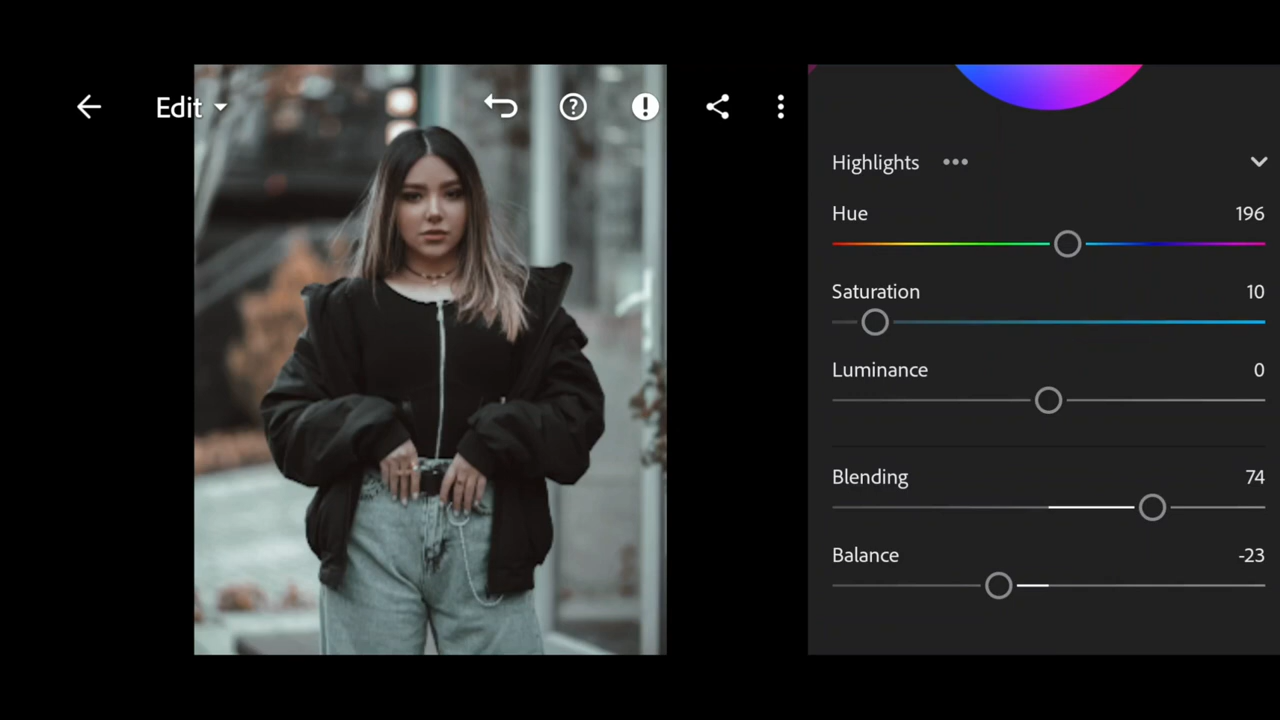 Edit
Highlights
Hue 196
Saturation 10
Luminance 0
Blending 74
Balance -23